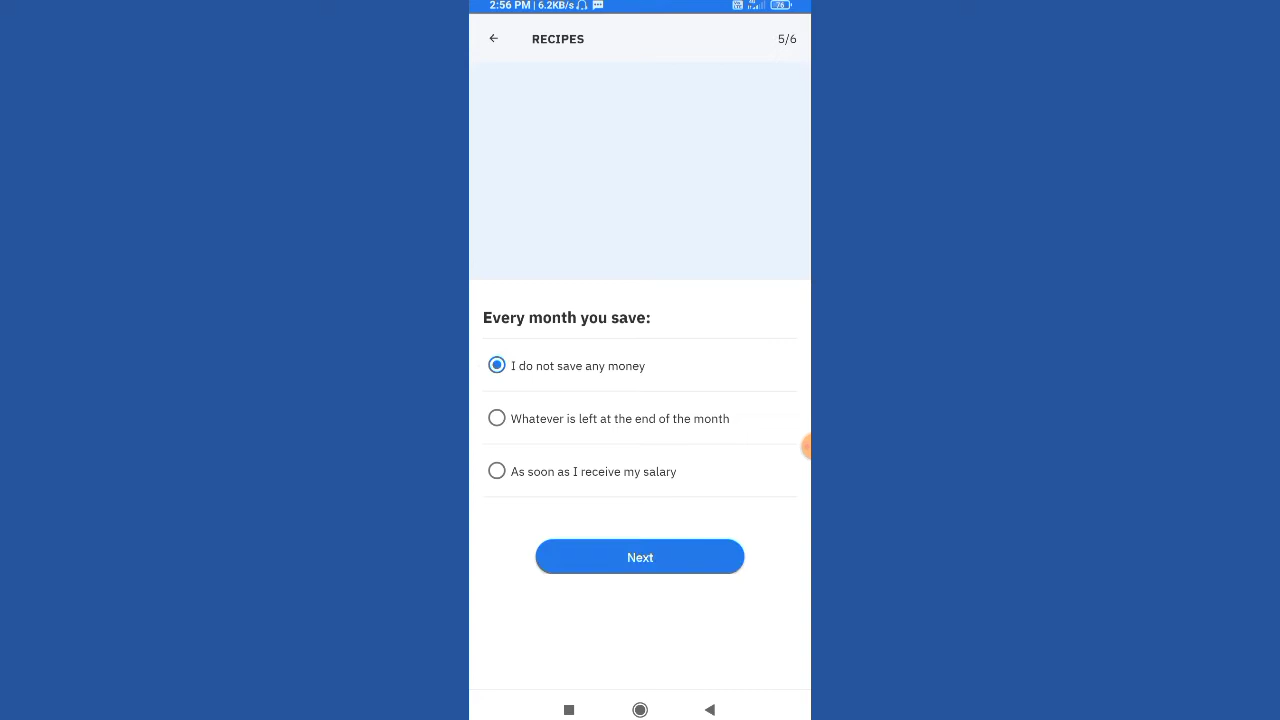 2:56 PM | 6.2KB/s
76
RECIPES
5/6
Every month you save:
I do not save any money
Whatever is left at the end of the month
As soon as I receive my salary
Next